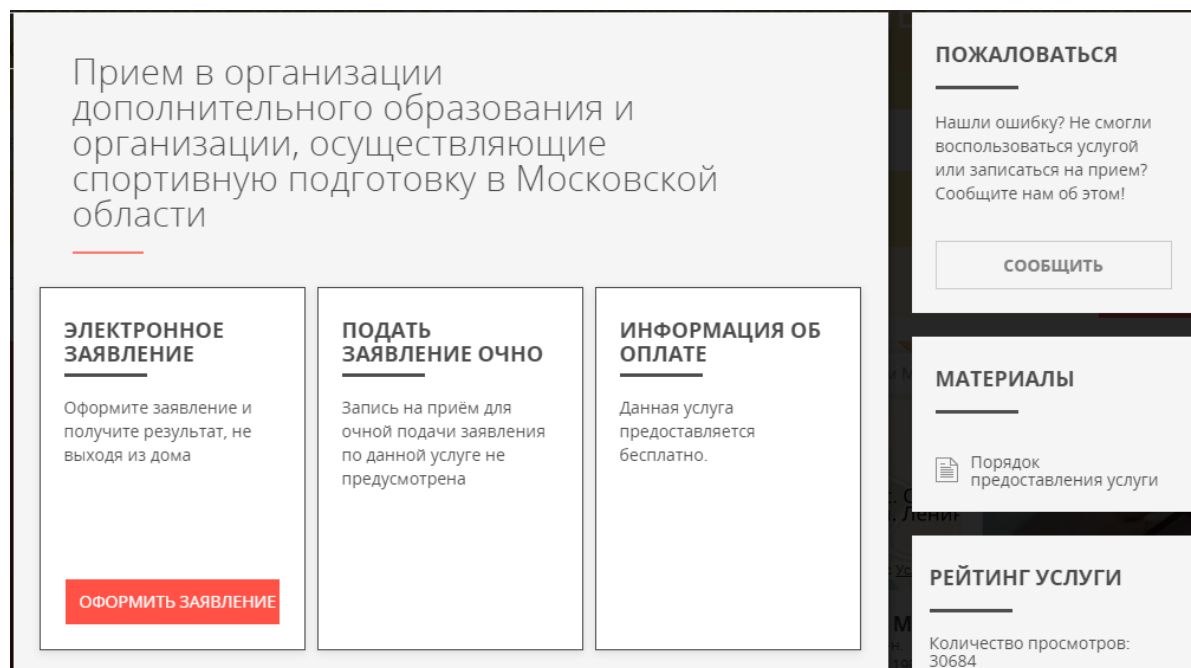 Прием в организации
дополнительного образования и
организации, осуществляющие
спортивную подготовку в Московской
области
ЭЛЕКТРОННОЕ
ЗАЯВЛЕНИЕ
Оформите заявление и
получите результат, не
выходя из дома
ОФОРМИТЬ ЗАЯВЛЕНИЕ
ПОДАТЬ
ЗАЯВЛЕНИЕ ОЧНО
Запись на приём для
очной подачи заявления
по данной услуге не
предусмотрена
ИНФОРМАЦИЯ ОБ
ОПЛАТЕ
Данная услуга
предоставляется
бесплатно.
ПОЖАЛОВАТЬСЯ
Нашли ошибку? Не смогли
воспользоваться услугой
или записаться на прием?
Сообщите нам об этом!
СООБЩИТЬ
МАТЕРИАЛЫ
Порядок
предоставления услуги
РЕЙТИНГ УСЛУГИ
Количество просмотров:
30684